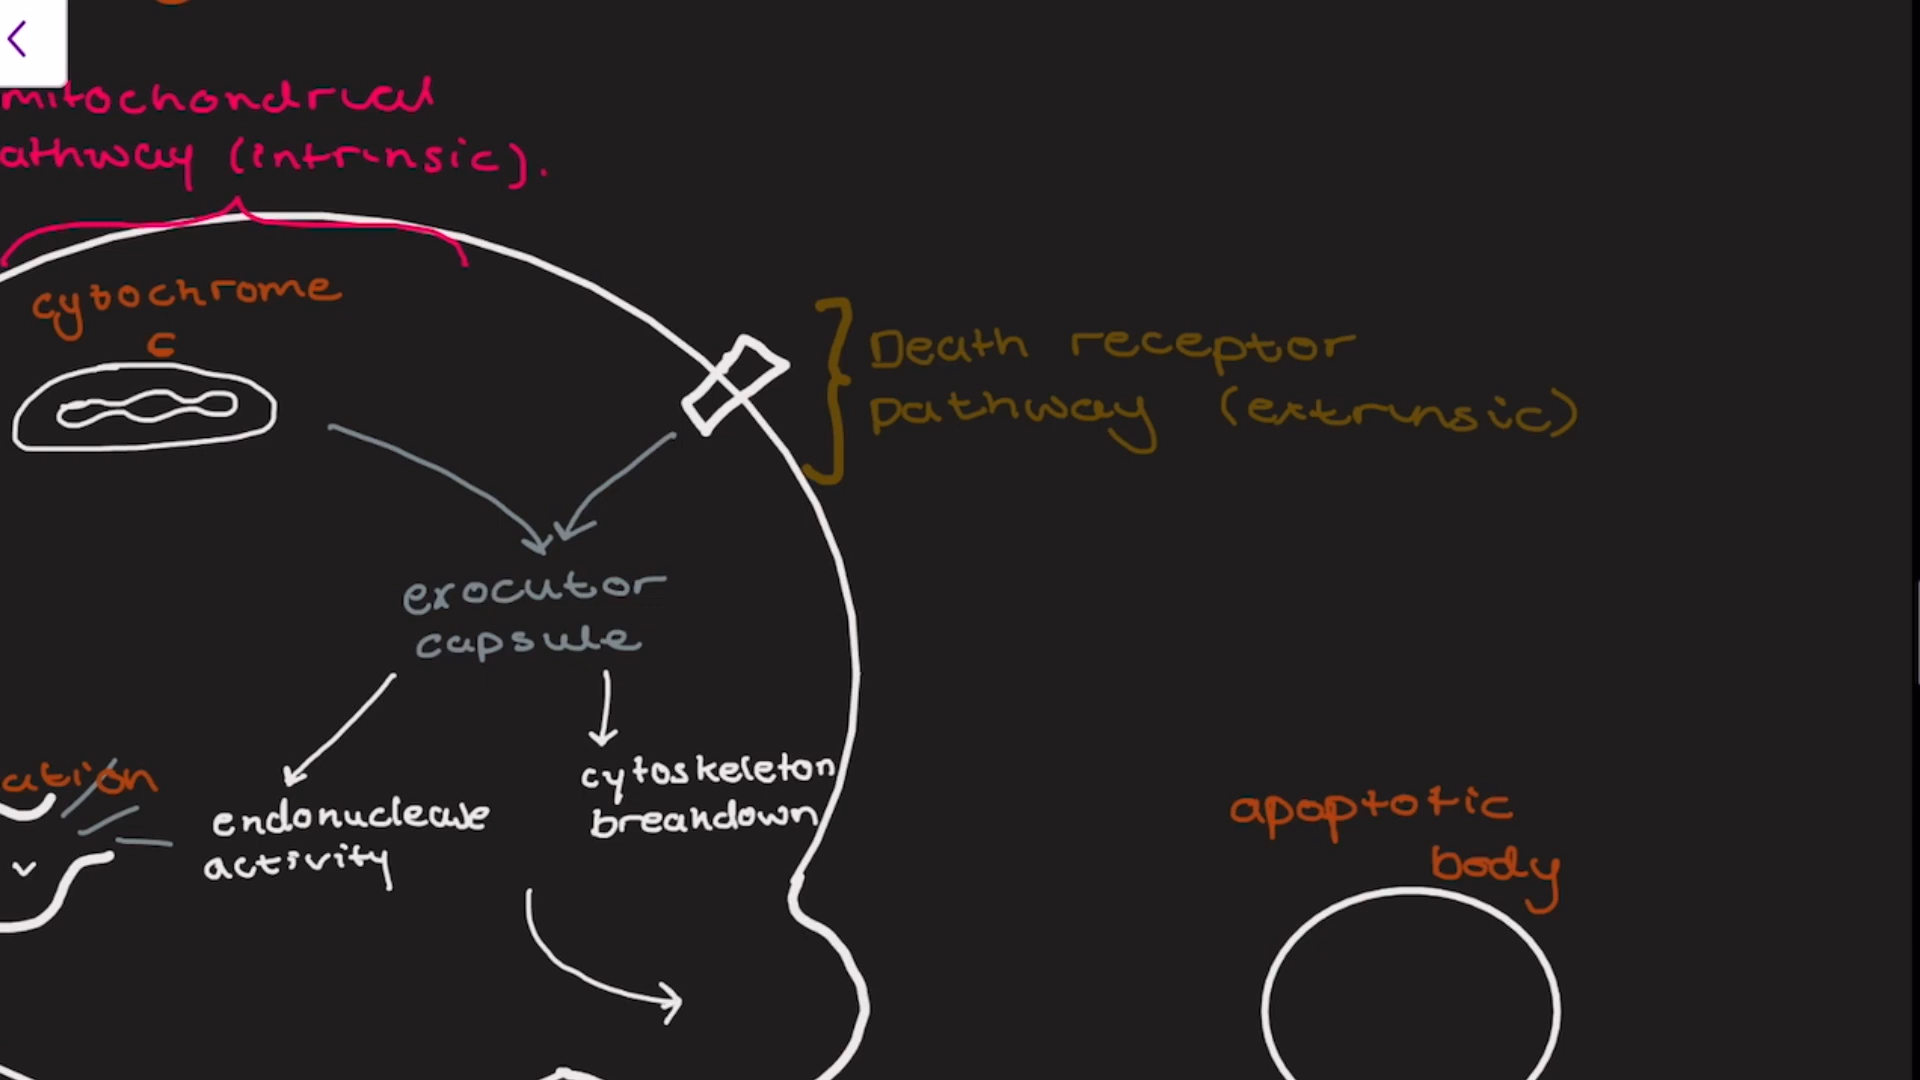 mitochondrial
athway (intrinsic).
cytochrome
c
Death receptor
pathway (extrinsic)
exocutor
capsule
ation
endonuclease
activity
cytoskeleton
breakdown
apoptotic
body